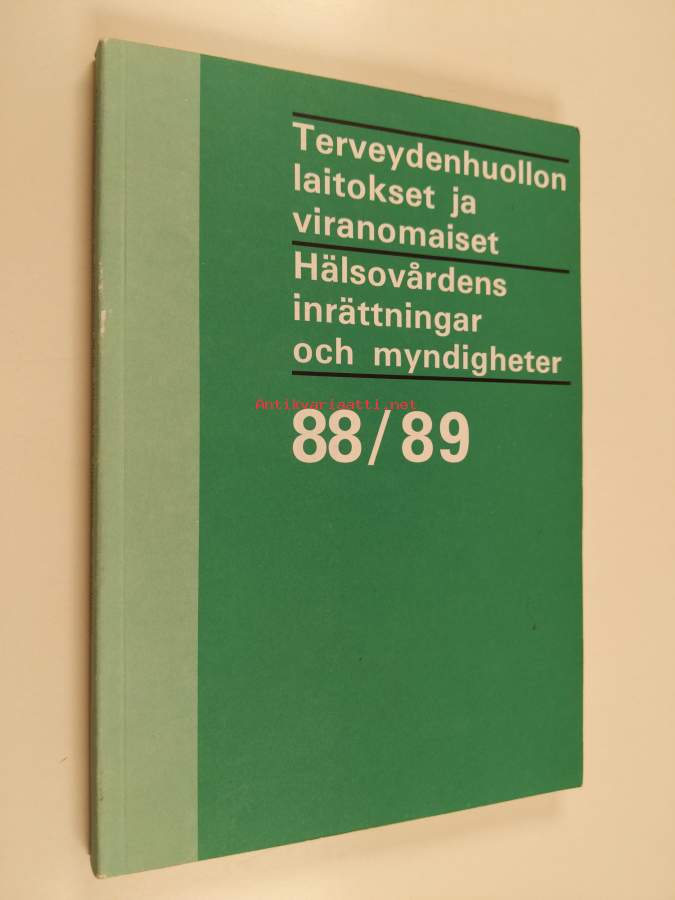 Terveydenhuollon
laitokset ja
viranomaiset
Hälsovårdens
inrättningar
och myndigheter
Antikvariaatti.net
88/89